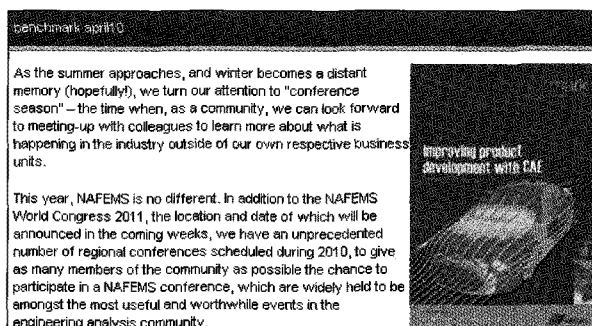 benchmark april10
As the summer approaches, and winter becomes a distant
memory (hopefully!), we turn our attention to "conference
season" – the time when, as a community, we can look forward
to meeting-up with colleagues to learn more about what is
happening in the industry outside of our own respective business
units.
This year, NAFEMS is no different. In addition to the NAFEMS
World Congress 2011, the location and date of which will be
announced in the coming weeks, we have an unprecedented
number of regional conferences scheduled during 2010, to give
as many members of the community as possible the chance to
participate in a NAFEMS conference, which are widely held to be
amongst the most useful and worthwhile events in the
engineering analysis community.
Improving product
development with CAE